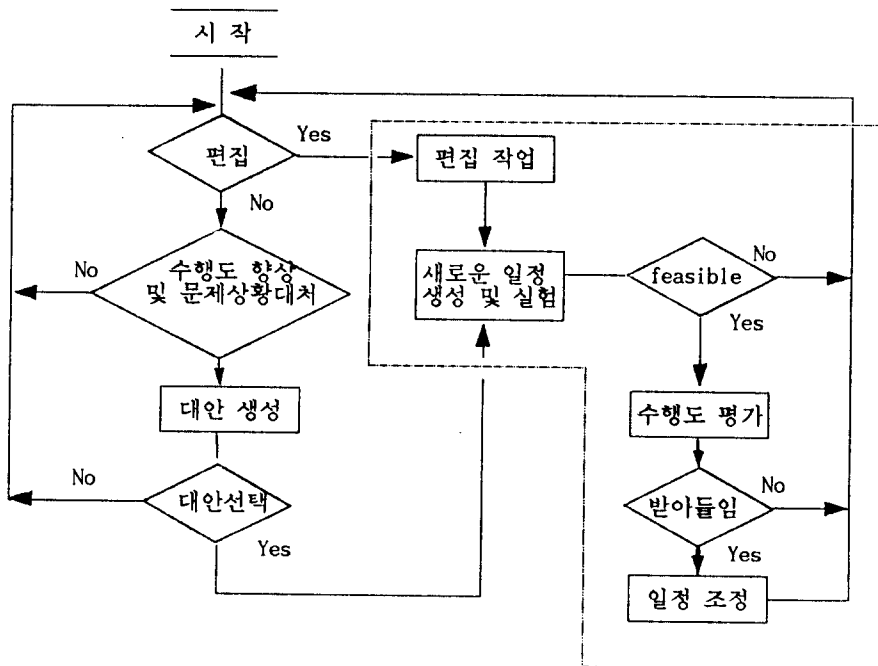 시 작
편집
Yes
편집 작업
No
수행도 향상
및 문제상황대처
No
새로운 일정
생성 및 실험
feasible
No
Yes
대안 생성
수행도 평가
대안선택
No
Yes
받아들임
No
Yes
일정 조정